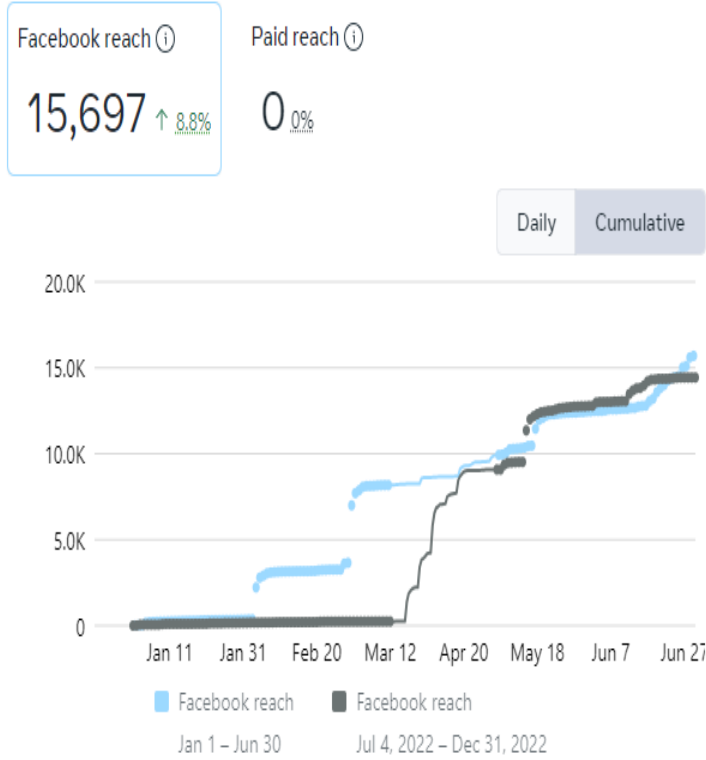 Facebook reach
Paid reach
15,697 ↑ 8.8%
0 0%
Daily
Cumulative
20.0K
15.0K
10.0K
5.0K
0
Jan 11 Jan 31 Feb 20 Mar 12 Apr 20 May 18 Jun 7 Jun 27
Facebook reach
Facebook reach
Jan 1 – Jun 30
Jul 4, 2022 – Dec 31, 2022